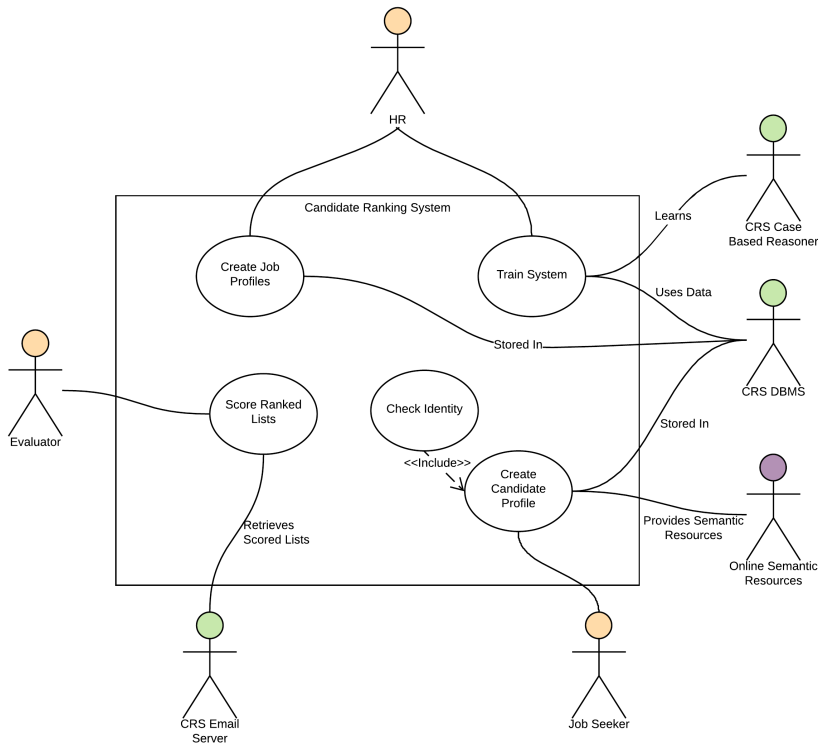 HR
Candidate Ranking System
Learns
CRS Case
Based Reasoner
Create Job
Profiles
Train System
Uses Data
Stored In
CRS DBMS
Evaluator
Score Ranked
Lists
Check Identity
Stored In
<<Include>>
Create
Candidate
Profile
Retrieves
Scored Lists
Provides Semantic
Resources
Online Semantic
Resources
CRS Email
Server
Job Seeker